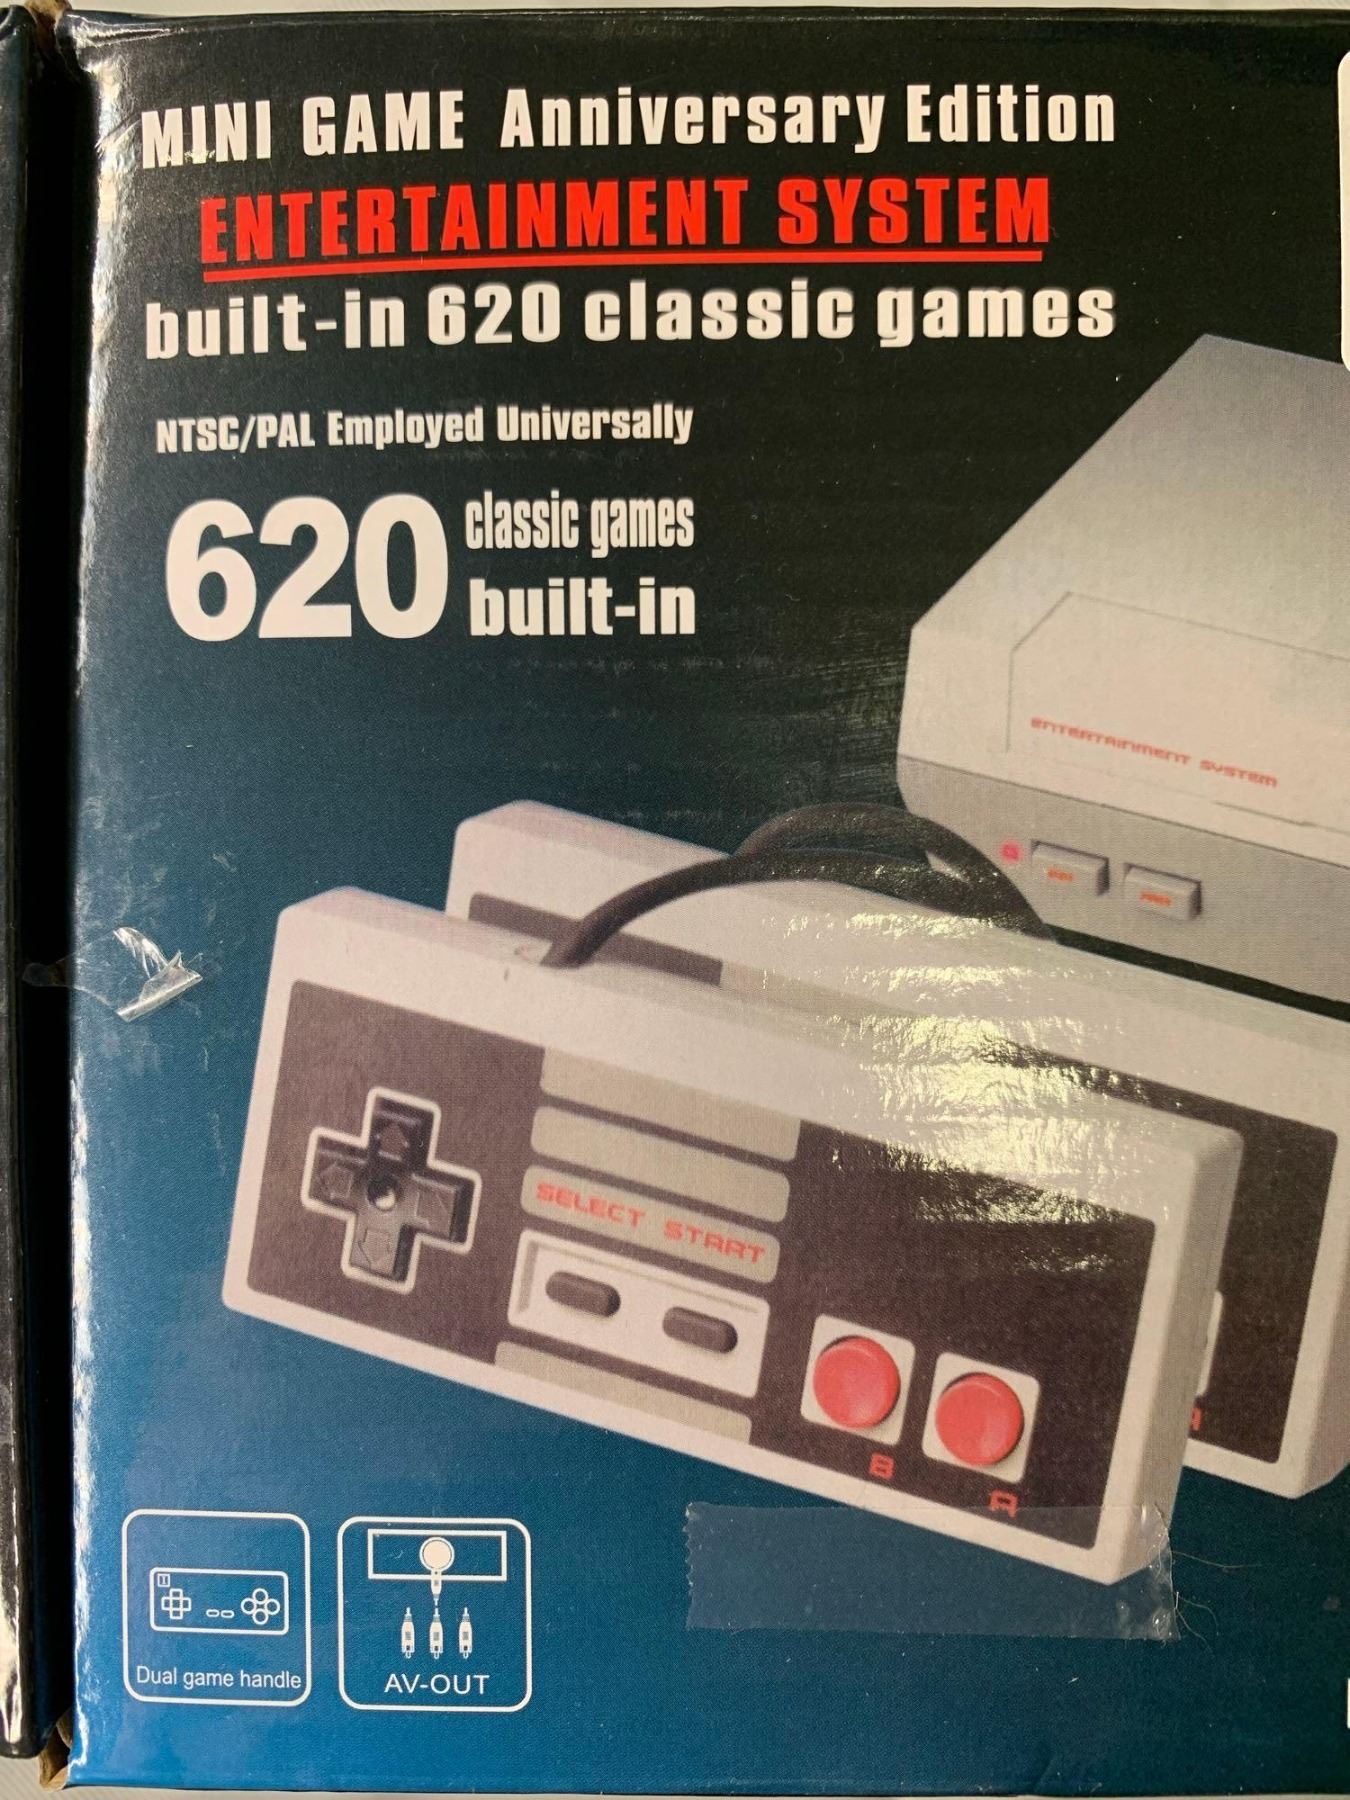 MINI GAME Anniversary Edition
ENTERTAINMENT SYSTEM
built-in 620 classic games
NTSC/PAL Employed Universally
620 classic games
built-in
ENTERTAINMENT SYSTEM
SELECT START
B
A
A
1
Dual game handle
AV-OUT